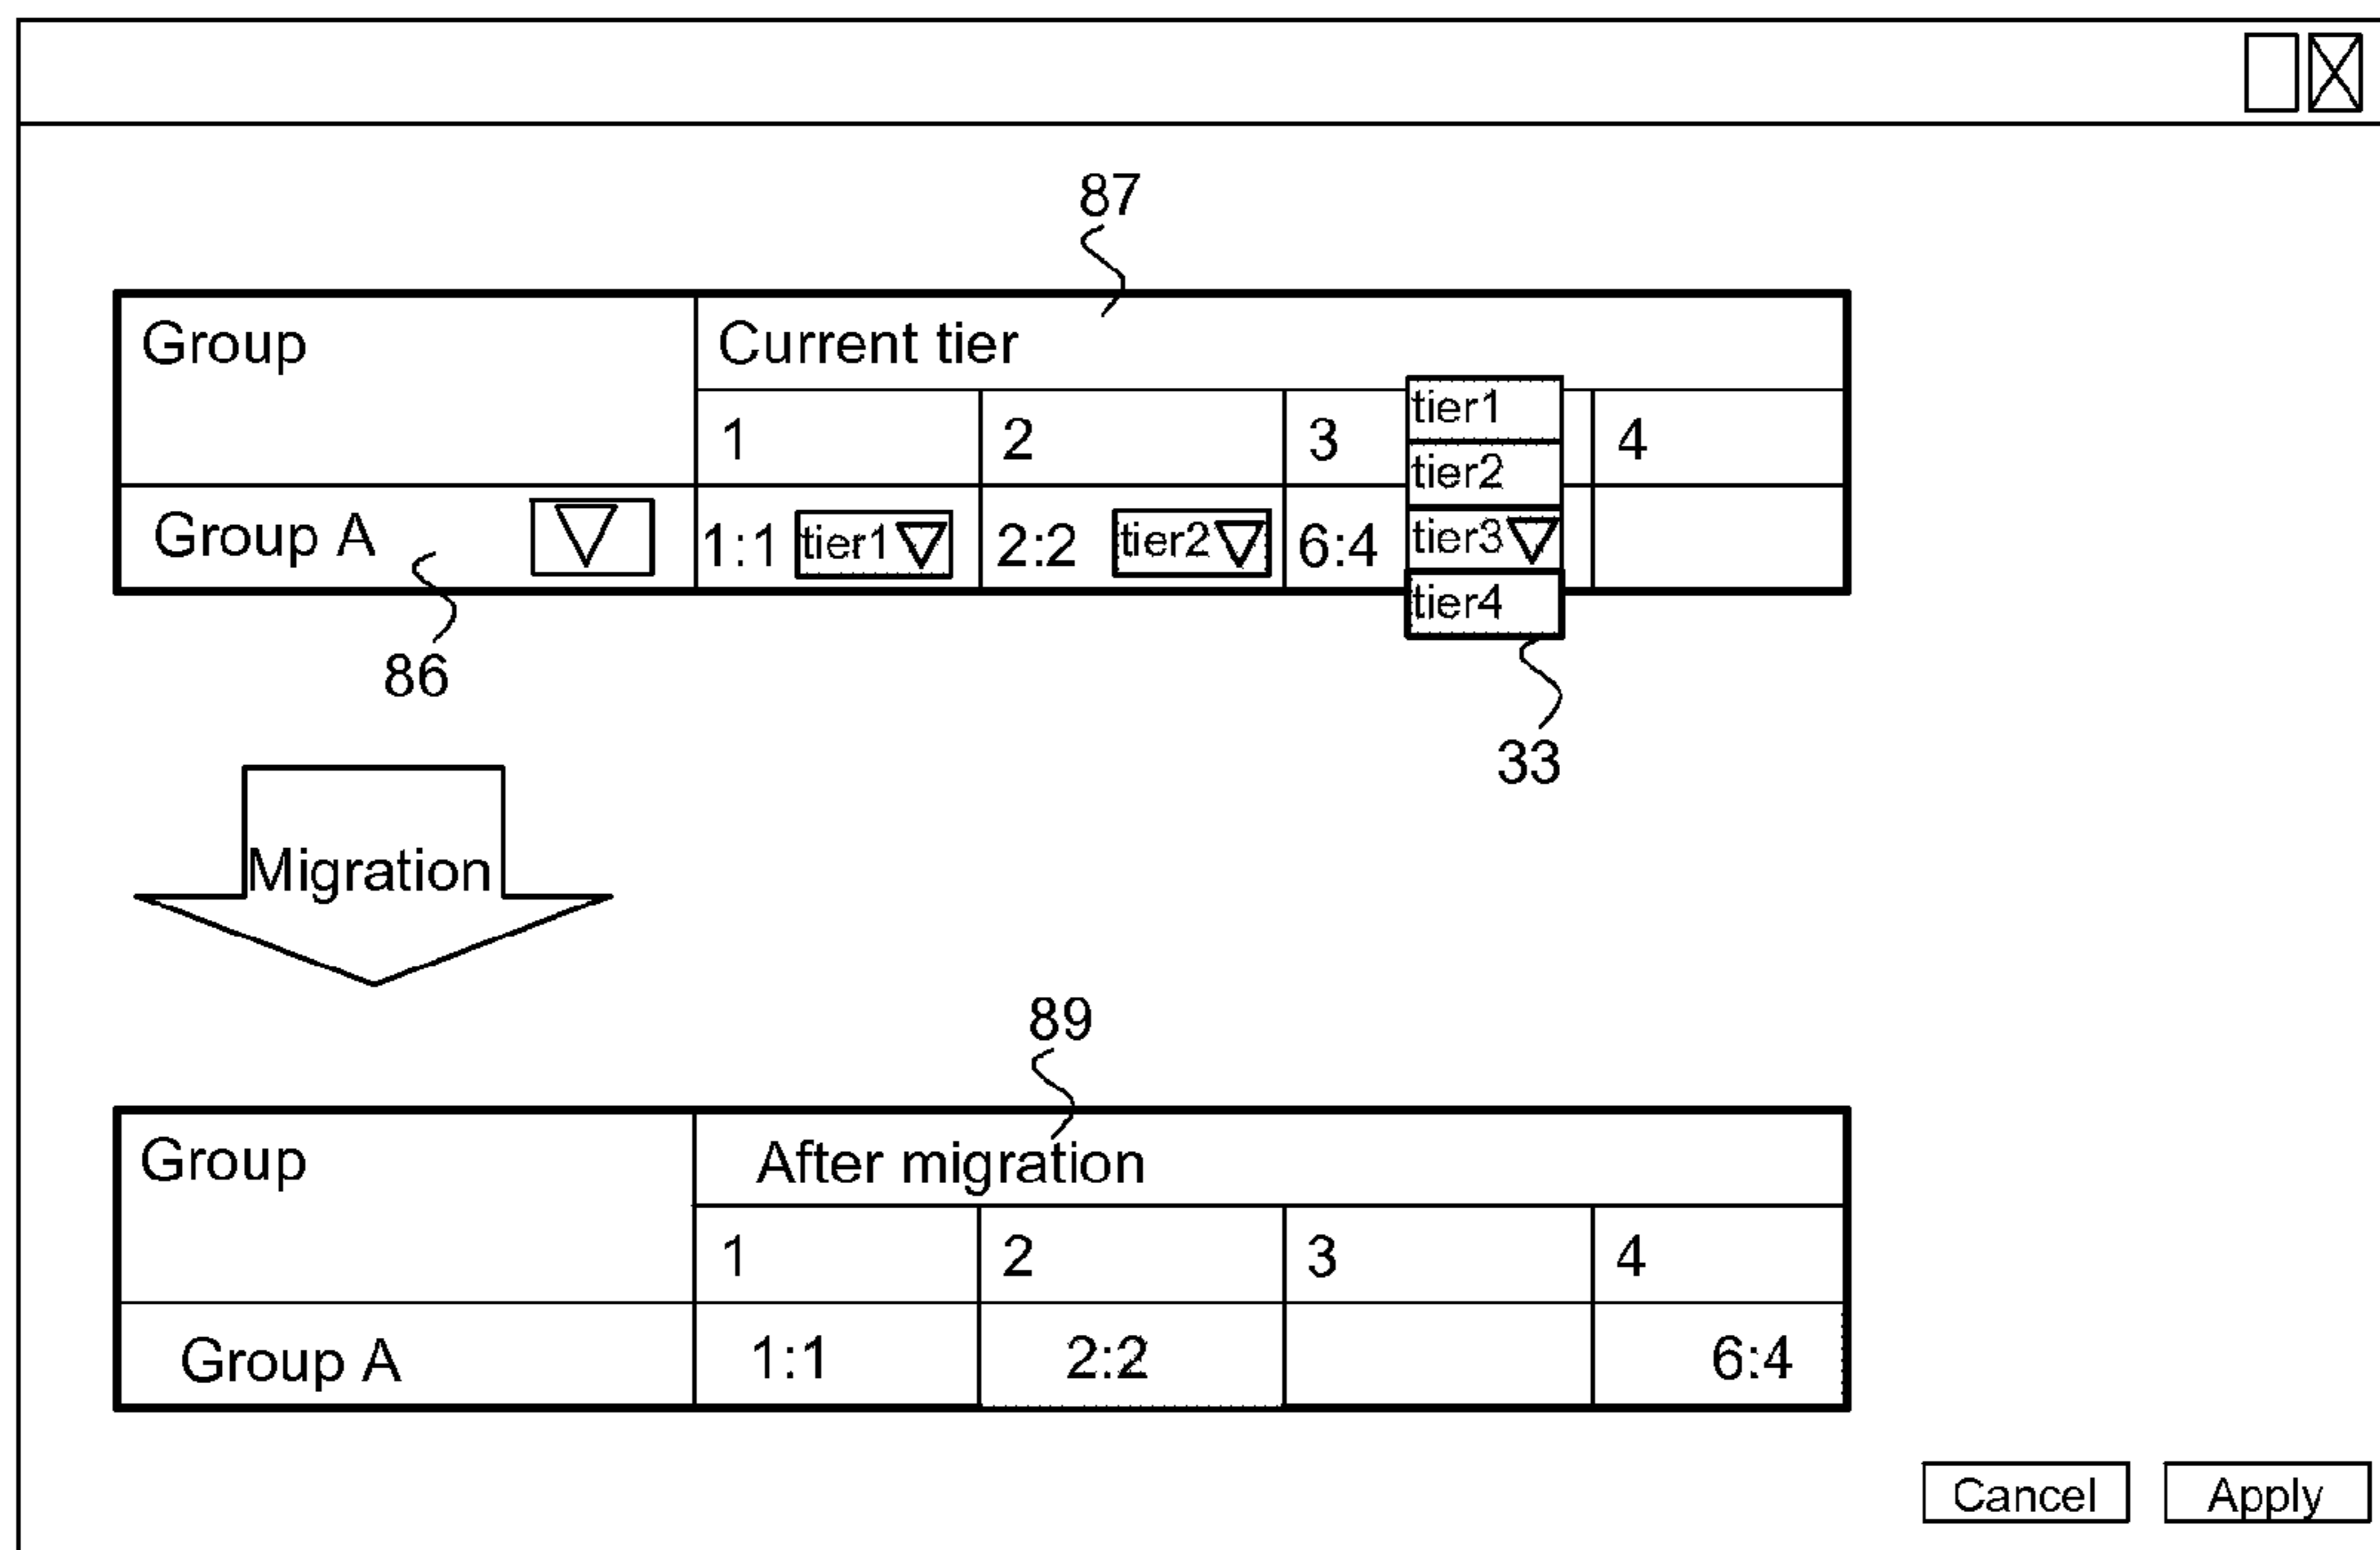 87
Group
Current tier
1
2
3
4
tier1
tier2
Group A
1:1
tier1
2:2
tier2
6:4
tier3
tier4
86
33
Migration
89
Group
After migration
1
2
3
4
Group A
1:1
2:2
6:4
Cancel
Apply